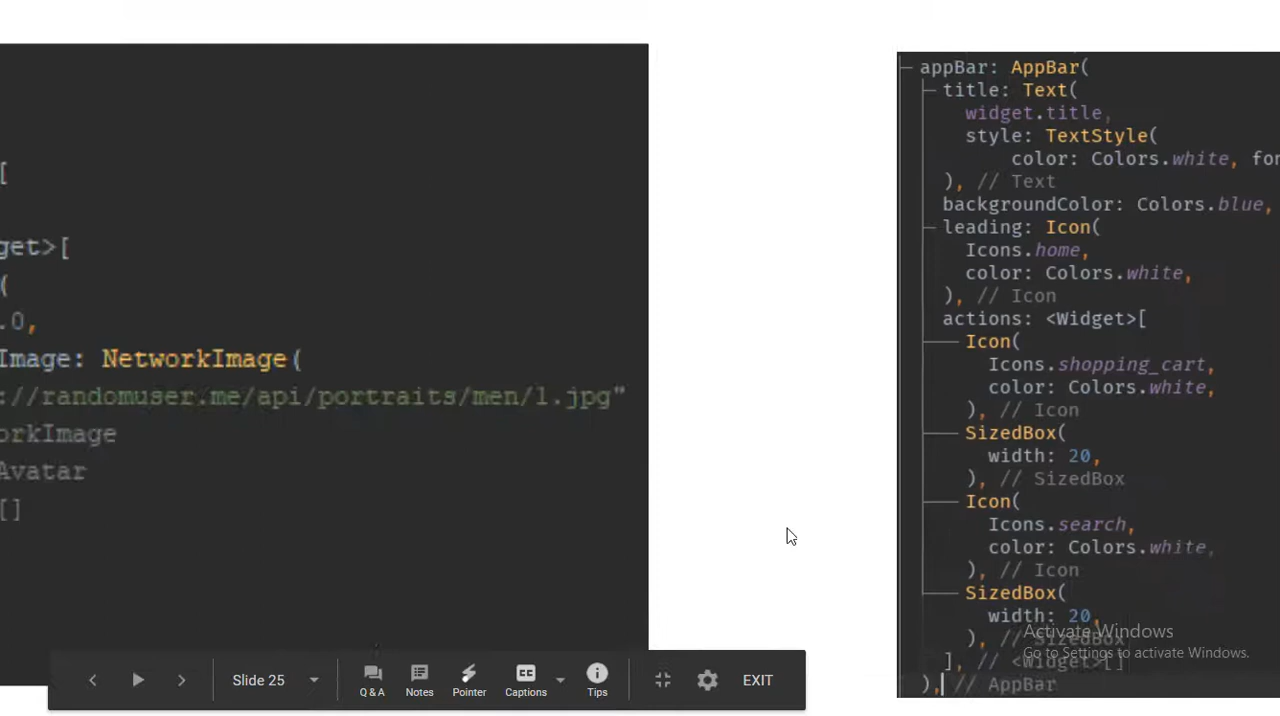 [
get>[
(
.0,
Image: NetworkImage(
://randomuser.me/api/portraits/men/1.jpg"
orkImage
Avatar
[]
appBar: AppBar(
title: Text(
widget.title,
style: TextStyle(
color: Colors.white, fon
), // Text
backgroundColor: Colors.blue,
leading: Icon(
Icons.home,
color: Colors.white,
), // Icon
actions: <Widget>[
Icon(
Icons.shopping_cart,
color: Colors.white,
), // Icon
SizedBox(
width: 20,
), // SizedBox
Icon(
Icons.search,
color: Colors.white,
), // Icon
SizedBox(
width: 20,
), // SizedBox
], // <Widget>[]
), // AppBar
Activate Windows
Go to Settings to activate Windows.
Slide 25
Q & A
Notes
Pointer
Captions
Tips
EXIT